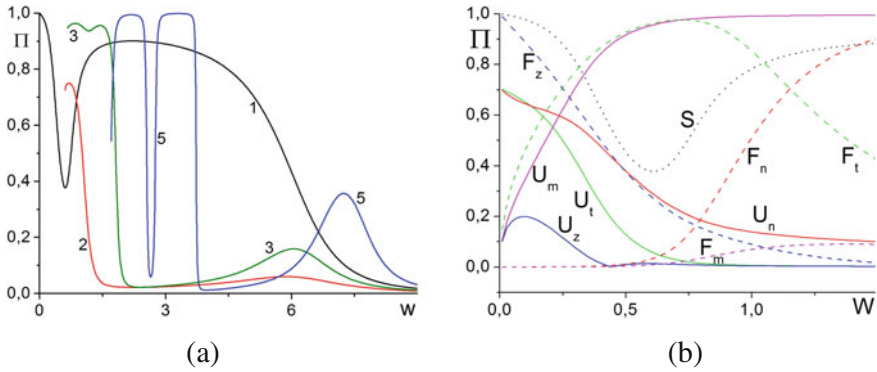 (a)
Π
1,0
0,8
0,6
0,4
0,2
0,0
0 3 6 W
3
5
1
2
3
5
(b)
Π
1,0
0,8
0,6
0,4
0,2
0,0
0,0 0,5 1,0 W
F_z
S
F_n
F_t
U_m
U_t
U_z
U_n
F_m